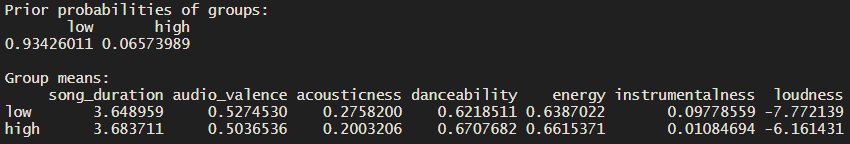 Prior probabilities of groups:
low high
0.93426011 0.06573989
Group means:
song_duration audio_valence acousticness danceability energy instrumentalness loudness
low 3.648959 0.5274530 0.2758200 0.6218511 0.6387022 0.09778559 -7.772139
high 3.683711 0.5036536 0.2003206 0.6707682 0.6615371 0.01084694 -6.161431